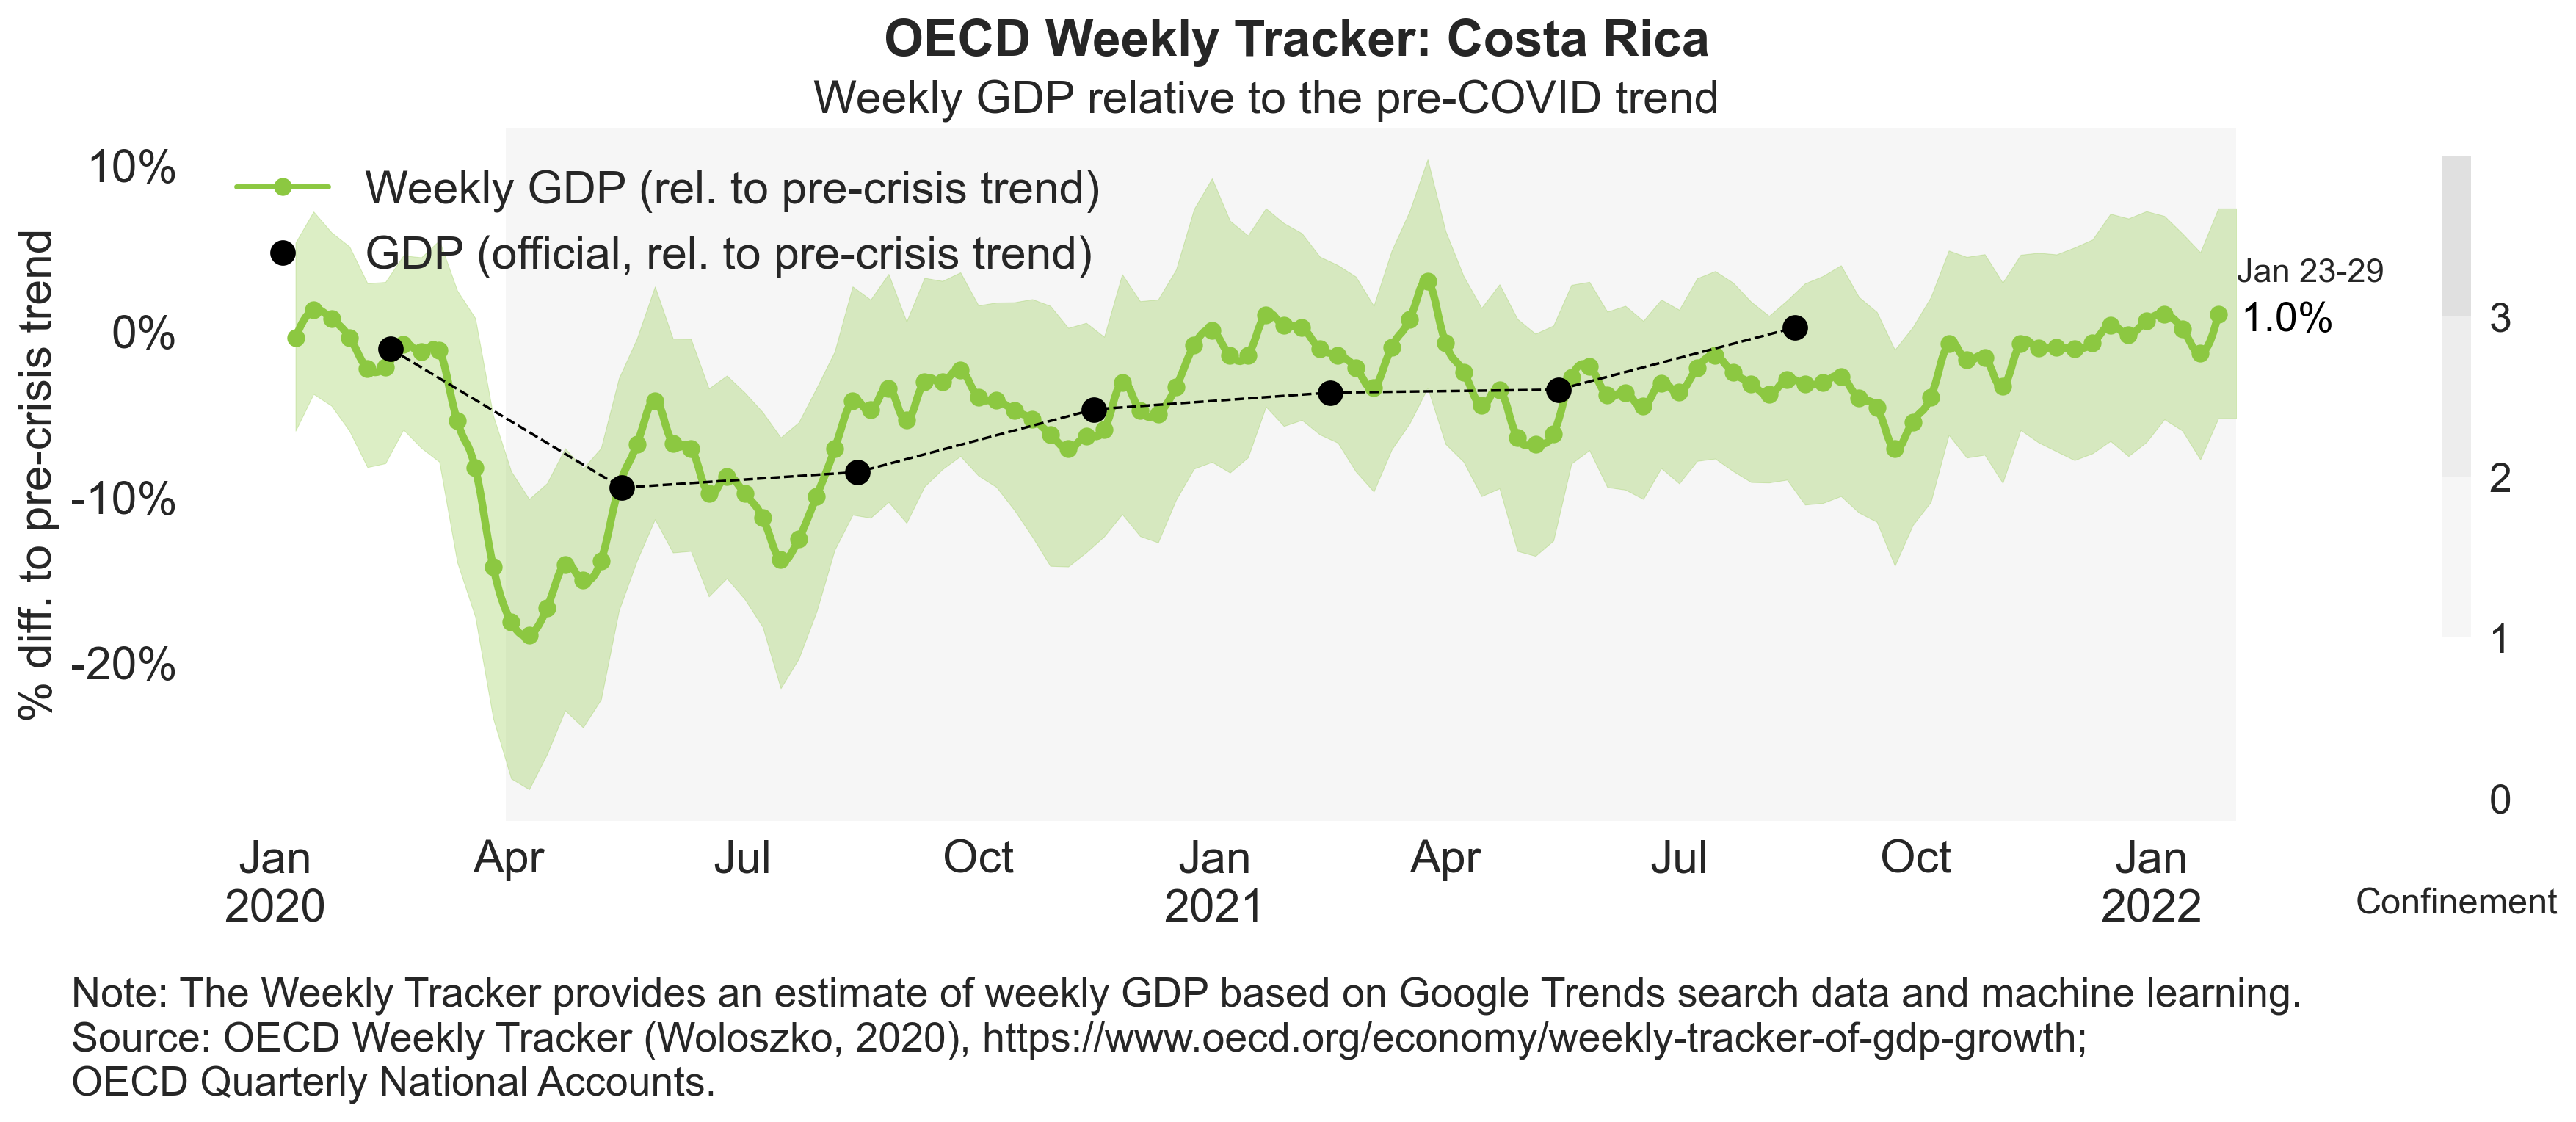 OECD Weekly Tracker: Costa Rica
Weekly GDP relative to the pre-COVID trend
% diff. to pre-crisis trend
10%
0%
-10%
-20%
Weekly GDP (rel. to pre-crisis trend)
GDP (official, rel. to pre-crisis trend)
Jan 23-29
1.0%
3
2
1
0
Confinement
Jan Apr Jul Oct Jan Apr Jul Oct Jan
2020 2021 2022
Note: The Weekly Tracker provides an estimate of weekly GDP based on Google Trends search data and machine learning.
Source: OECD Weekly Tracker (Woloszko, 2020), https://www.oecd.org/economy/weekly-tracker-of-gdp-growth;
OECD Quarterly National Accounts.